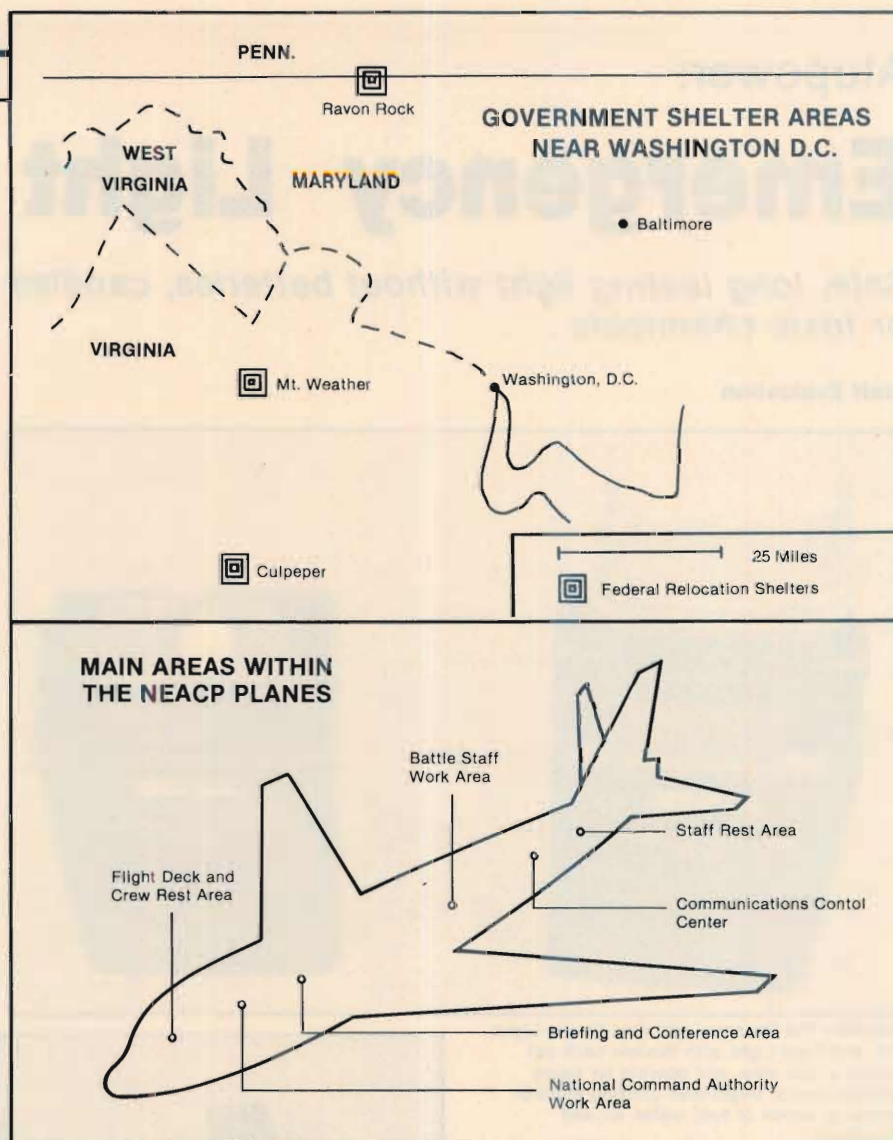 PENN.
Ravon Rock
GOVERNMENT SHELTER AREAS
NEAR WASHINGTON D.C.
WEST
VIRGINIA
MARYLAND
Baltimore
VIRGINIA
Mt. Weather
Washington, D.C.
Culpeper
25 Miles
Federal Relocation Shelters
MAIN AREAS WITHIN
THE NEACP PLANES
Battle Staff
Work Area
Staff Rest Area
Flight Deck and
Crew Rest Area
Communications Contol
Center
Briefing and Conference Area
National Command Authority
Work Area